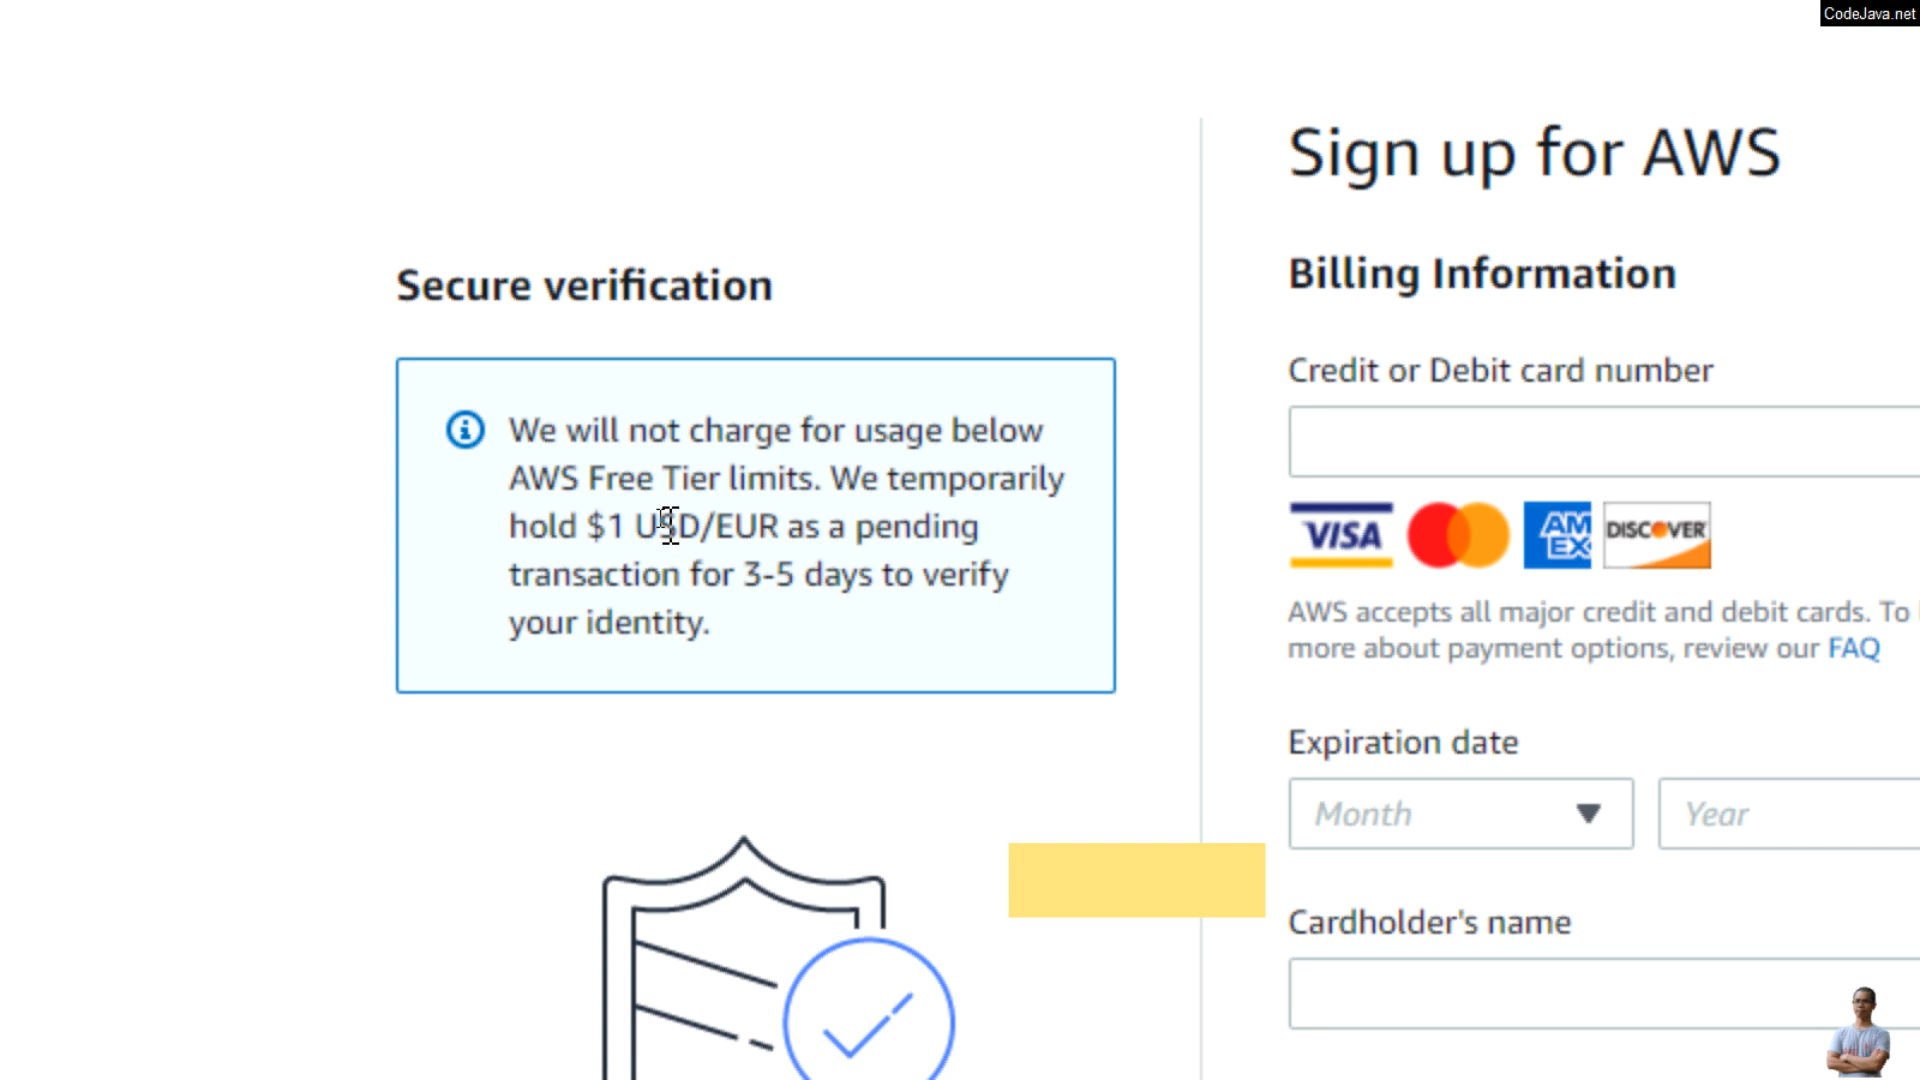 CodeJava.net
Sign up for AWS
Secure verification
We will not charge for usage below
AWS Free Tier limits. We temporarily
hold $1 USD/EUR as a pending
transaction for 3-5 days to verify
your identity.
Billing Information
Credit or Debit card number
VISA
AM
EX
DISCOVER
AWS accepts all major credit and debit cards. To
more about payment options, review our FAQ
Expiration date
Month
Year
Cardholder's name